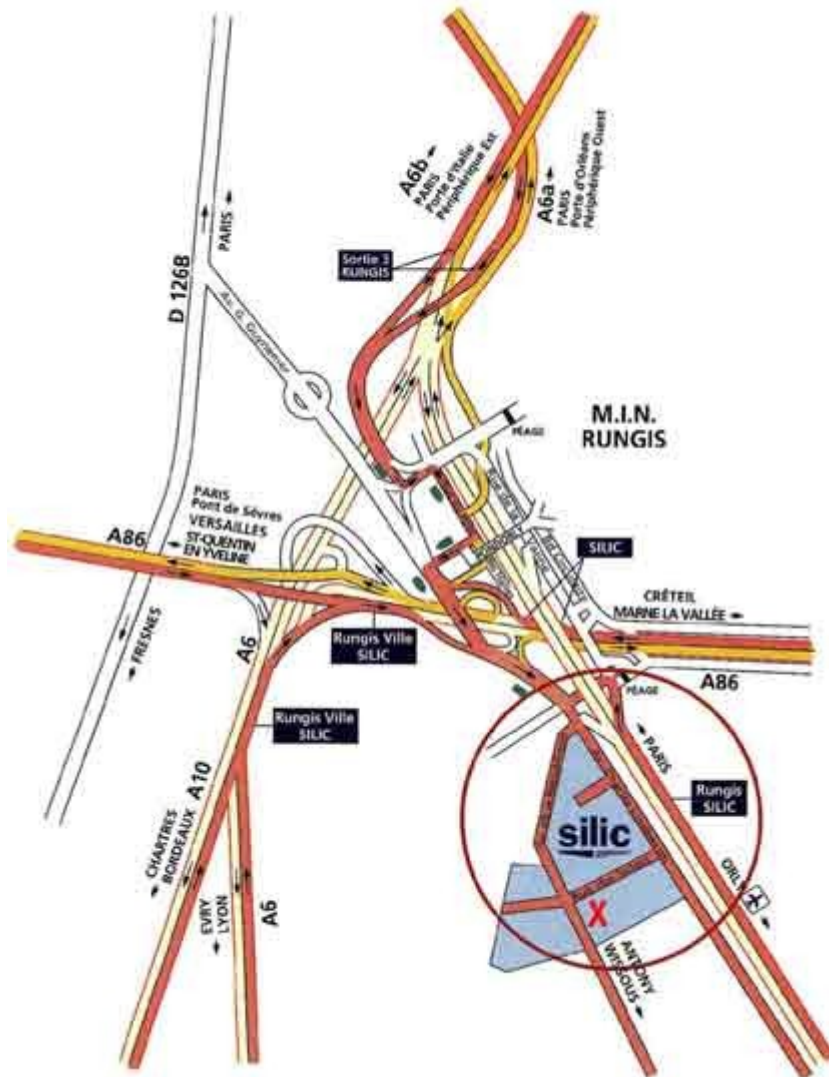 A6b
PARIS
Porte d'Italie
Périphérique Est
A6a
PARIS
Porte d'Orléans
Périphérique Ouest
Sortie 3
RUNGIS
D 126B
PARIS
Av. G. Guynemer
M.I.N.
RUNGIS
PÉAGE
PARIS
Pont de Sèvres
VERSAILLES
ST-QUENTIN
EN YVELINE
A86
SILIC
CRÉTEIL
MARNE LA VALLÉE
FRESNES
A6
Rungis Ville
SILIC
PÉAGE
A86
Rungis Ville
SILIC
PARIS
A10
Rungis
SILIC
CHARTRES
BORDEAUX
silic
ORLY
EVRY
LYON
A6
X
ANTONY
WISSOUS